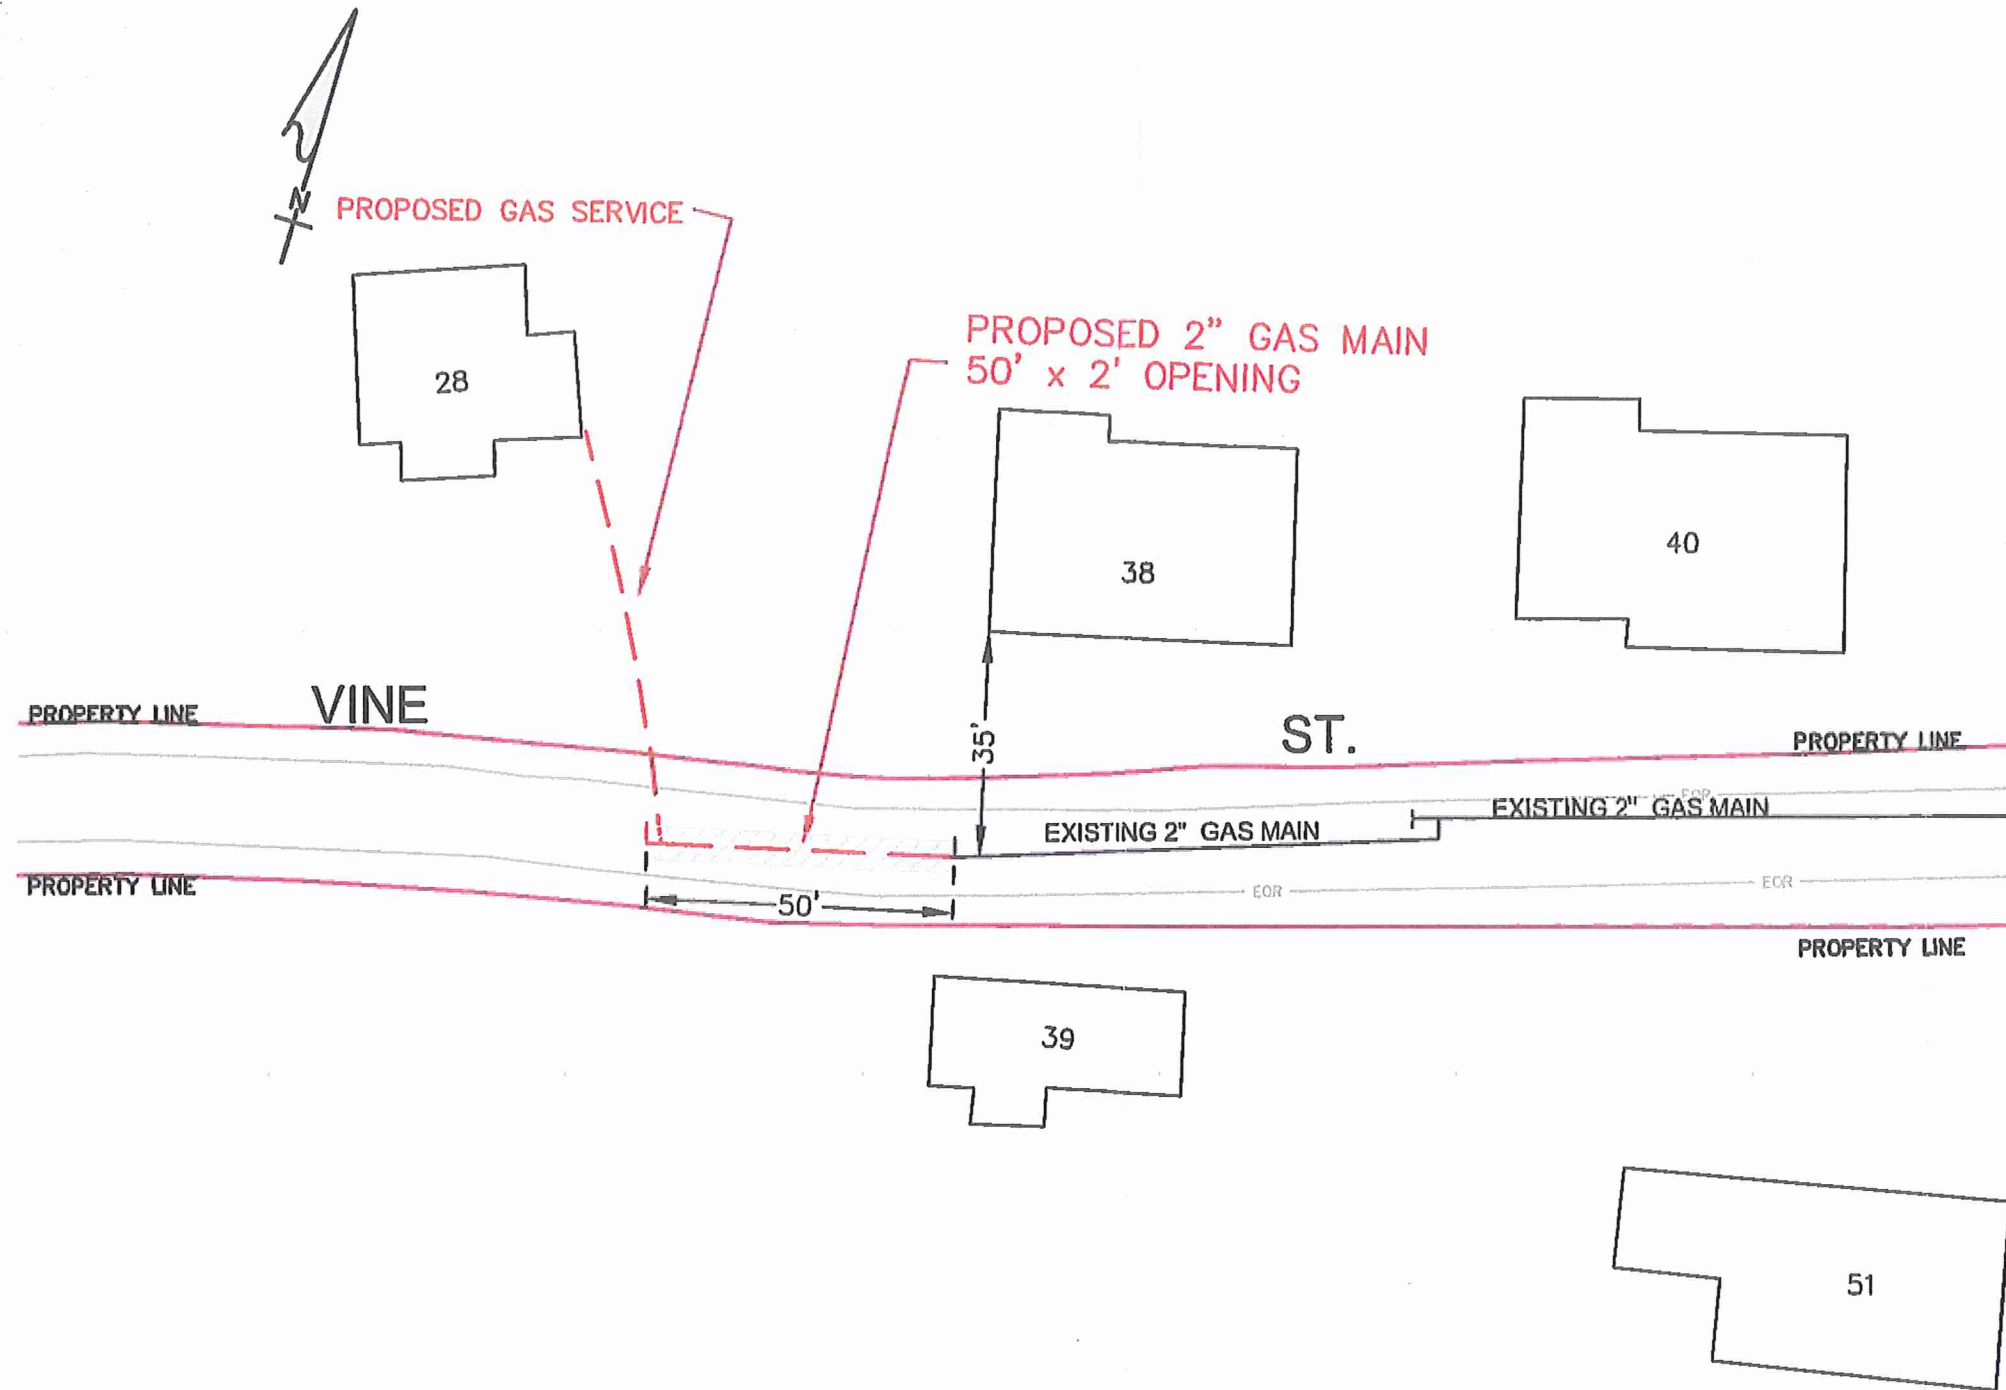 N
PROPOSED GAS SERVICE
PROPOSED 2" GAS MAIN
50' x 2' OPENING
28
38
40
VINE
ST.
PROPERTY LINE
PROPERTY LINE
35'
EOR
EXISTING 2" GAS MAIN
EXISTING 2" GAS MAIN
PROPERTY LINE
EOR
EOR
50'
PROPERTY LINE
39
51